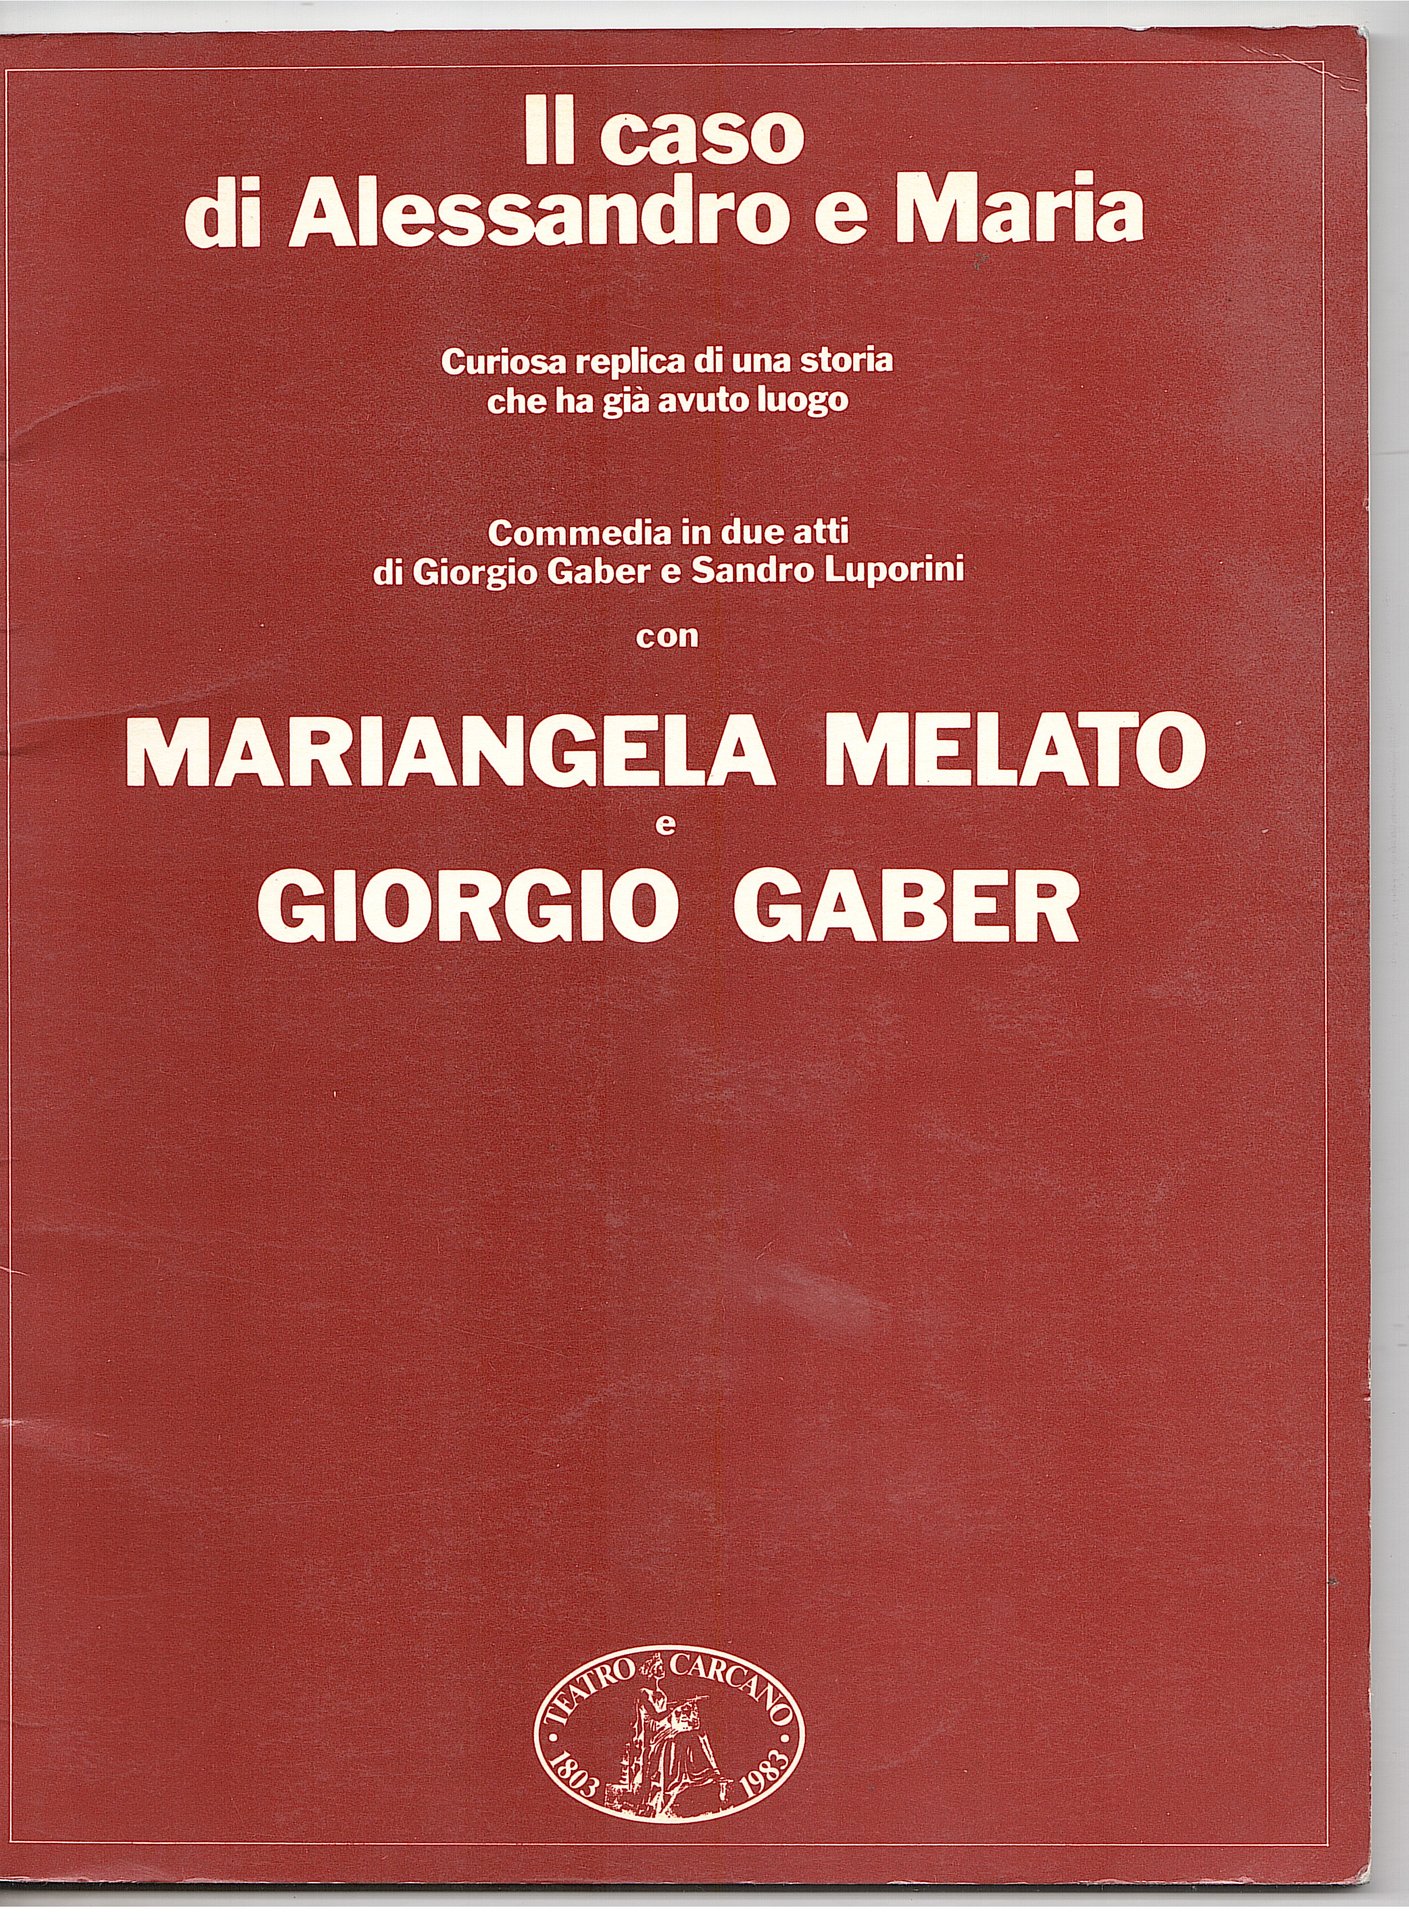 Il caso
di Alessandro e Maria
Curiosa replica di una storia
che ha già avuto luogo
Commedia in due atti
di Giorgio Gaber e Sandro Luporini
con
MARIANGELA MELATO
e
GIORGIO GABER
· TEATRO CARCANO ·
1803 1983